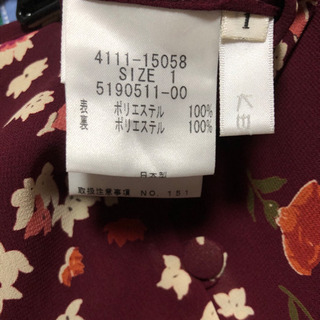 4111-15058
SIZE 1
5190511-00
表 ポリエステル 100%
裏 ポリエステル 100%
日本製
取扱注意事項 NO. 151
1